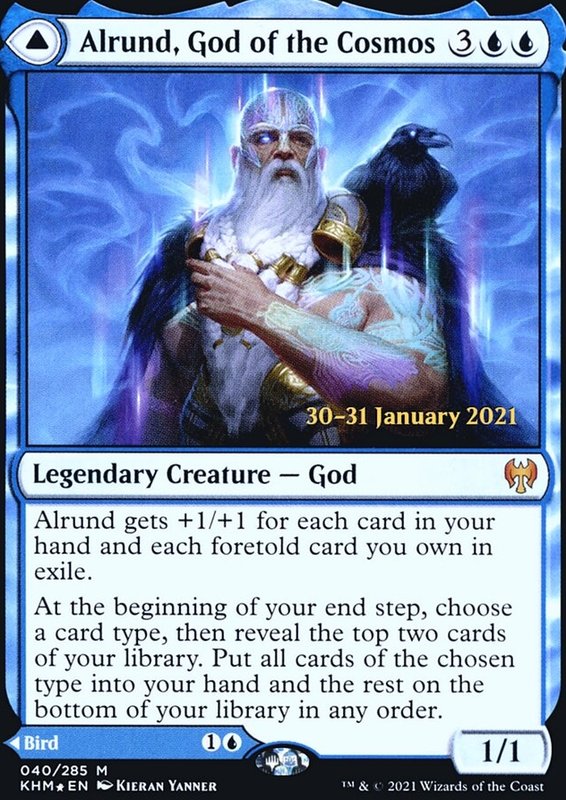 Alrund, God of the Cosmos 3
30–31 January 2021
Legendary Creature — God
Alrund gets +1/+1 for each card in your
hand and each foretold card you own in
exile.
At the beginning of your end step, choose
a card type, then reveal the top two cards
of your library. Put all cards of the chosen
type into your hand and the rest on the
bottom of your library in any order.
Bird 1
1/1
040/285 M
KHM★EN Kieran Yanner
™ & © 2021 Wizards of the Coast